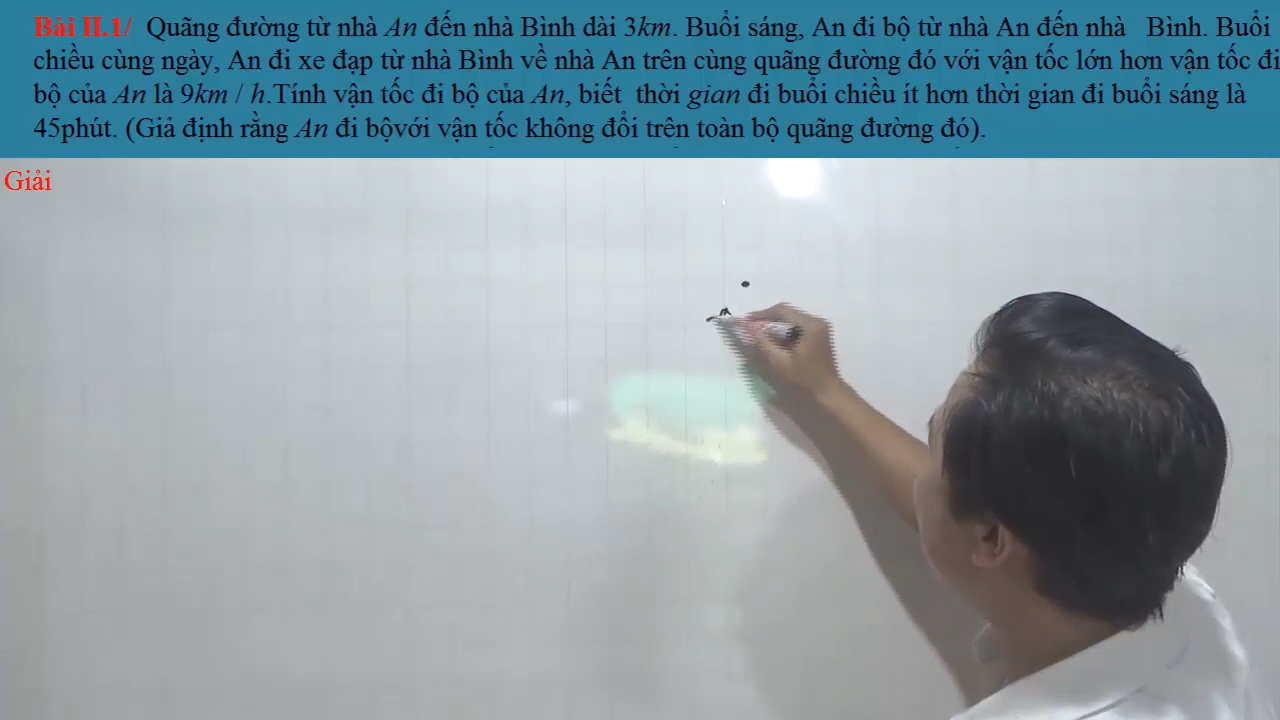 Bài II.1/ Quãng đường từ nhà An đến nhà Bình dài 3km. Buổi sáng, An đi bộ từ nhà An đến nhà Bình. Buổi
chiều cùng ngày, An đi xe đạp từ nhà Bình về nhà An trên cùng quãng đường đó với vận tốc lớn hơn vận tốc đi
bộ của An là 9km / h.Tính vận tốc đi bộ của An, biết thời gian đi buổi chiều ít hơn thời gian đi buổi sáng là
45phút. (Giả định rằng An đi bộvới vận tốc không đổi trên toàn bộ quãng đường đó).
Giải